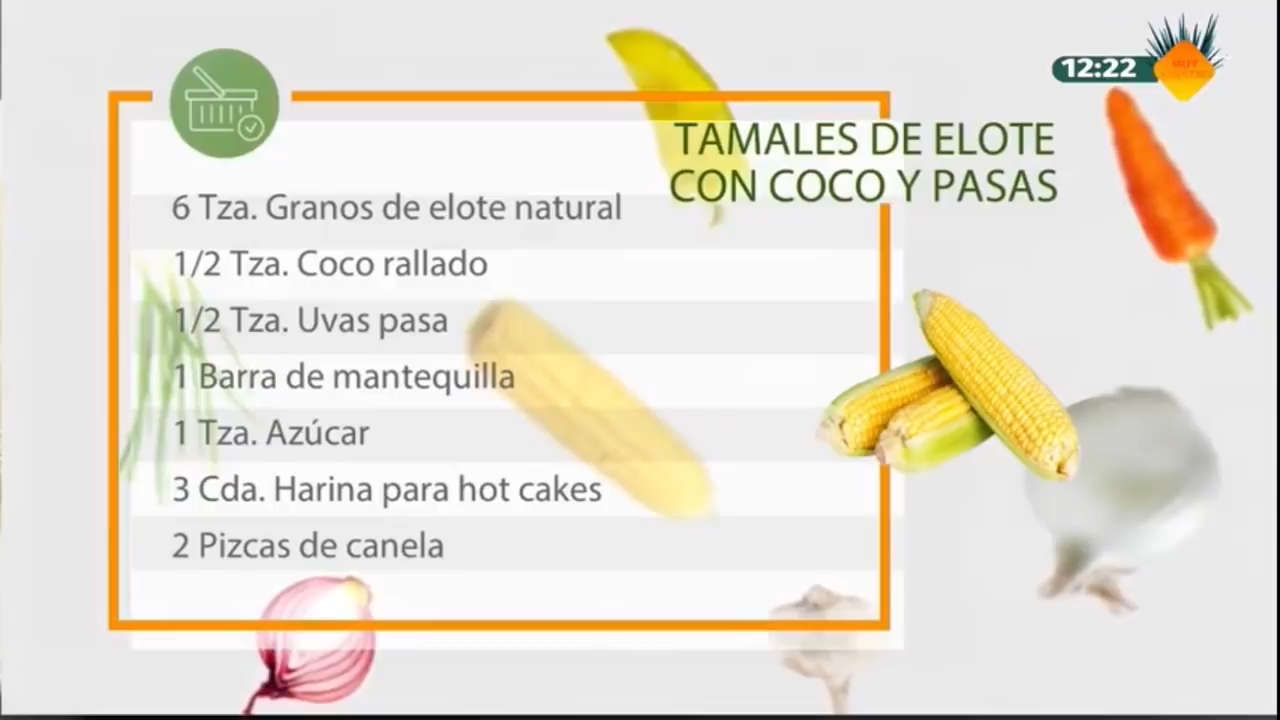 12:22
TAMALES DE ELOTE
CON COCO Y PASAS
6 Tza. Granos de elote natural
1/2 Tza. Coco rallado
1/2 Tza. Uvas pasa
1 Barra de mantequilla
1 Tza. Azúcar
3 Cda. Harina para hot cakes
2 Pizcas de canela